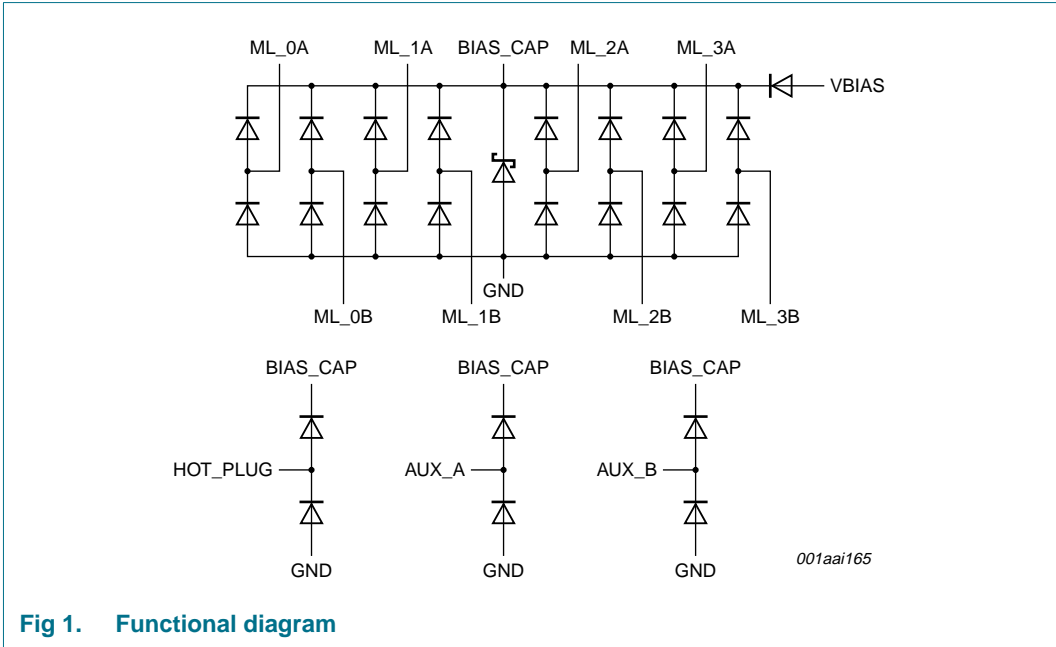 ML_0A ML_1A BIAS_CAP ML_2A ML_3A
VBIAS
GND
ML_0B ML_1B ML_2B ML_3B
BIAS_CAP BIAS_CAP BIAS_CAP
HOT_PLUG AUX_A AUX_B
GND GND GND
001aai165
Fig 1. Functional diagram